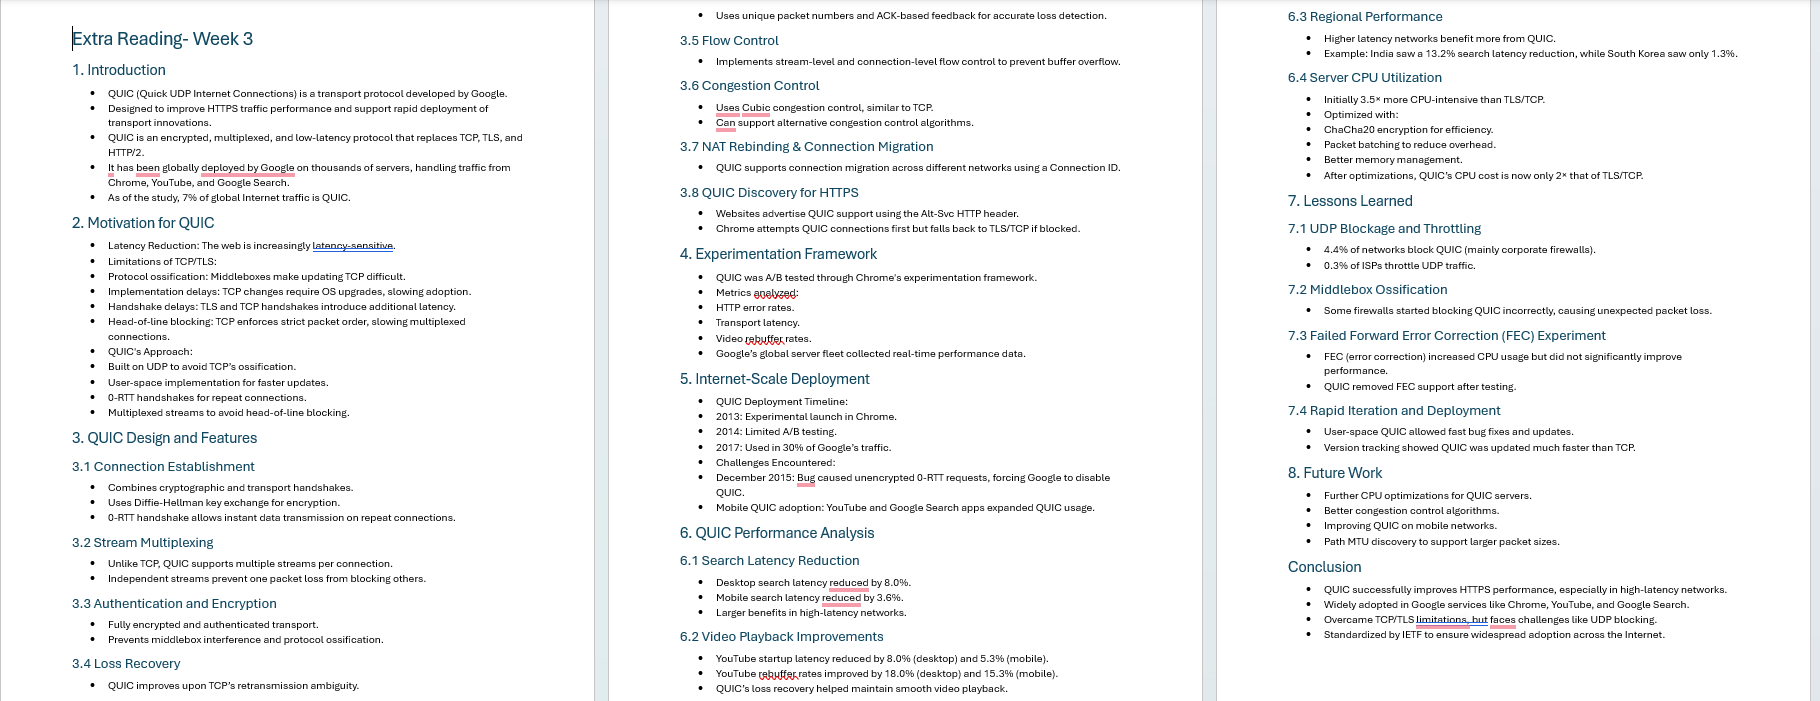 Extra Reading- Week 3
1. Introduction
• QUIC (Quick UDP Internet Connections) is a transport protocol developed by Google.
• Designed to improve HTTPS traffic performance and support rapid deployment of
transport innovations.
• QUIC is an encrypted, multiplexed, and low-latency protocol that replaces TCP, TLS, and
HTTP/2.
• It has been globally deployed by Google on thousands of servers, handling traffic from
Chrome, YouTube, and Google Search.
• As of the study, 7% of global Internet traffic is QUIC.
2. Motivation for QUIC
• Latency Reduction: The web is increasingly latency-sensitive.
• Limitations of TCP/TLS:
• Protocol ossification: Middleboxes make updating TCP difficult.
• Implementation delays: TCP changes require OS upgrades, slowing adoption.
• Handshake delays: TLS and TCP handshakes introduce additional latency.
• Head-of-line blocking: TCP enforces strict packet order, slowing multiplexed
connections.
• QUIC's Approach:
• Built on UDP to avoid TCP's ossification.
• User-space implementation for faster updates.
• 0-RTT handshakes for repeat connections.
• Multiplexed streams to avoid head-of-line blocking.
3. QUIC Design and Features
3.1 Connection Establishment
• Combines cryptographic and transport handshakes.
• Uses Diffie-Hellman key exchange for encryption.
• 0-RTT handshake allows instant data transmission on repeat connections.
3.2 Stream Multiplexing
• Unlike TCP, QUIC supports multiple streams per connection.
• Independent streams prevent one packet loss from blocking others.
3.3 Authentication and Encryption
• Fully encrypted and authenticated transport.
• Prevents middlebox interference and protocol ossification.
3.4 Loss Recovery
• QUIC improves upon TCP's retransmission ambiguity.
• Uses unique packet numbers and ACK-based feedback for accurate loss detection.
3.5 Flow Control
• Implements stream-level and connection-level flow control to prevent buffer overflow.
3.6 Congestion Control
• Uses Cubic congestion control, similar to TCP.
• Can support alternative congestion control algorithms.
3.7 NAT Rebinding & Connection Migration
• QUIC supports connection migration across different networks using a Connection ID.
3.8 QUIC Discovery for HTTPS
• Websites advertise QUIC support using the Alt-Svc HTTP header.
• Chrome attempts QUIC connections first but falls back to TLS/TCP if blocked.
4. Experimentation Framework
• QUIC was A/B tested through Chrome's experimentation framework.
• Metrics analyzed:
• HTTP error rates.
• Transport latency.
• Video rebuffer rates.
• Google's global server fleet collected real-time performance data.
5. Internet-Scale Deployment
• QUIC Deployment Timeline:
• 2013: Experimental launch in Chrome.
• 2014: Limited A/B testing.
• 2017: Used in 30% of Google's traffic.
• Challenges Encountered:
• December 2015: Bug caused unencrypted 0-RTT requests, forcing Google to disable
QUIC.
• Mobile QUIC adoption: YouTube and Google Search apps expanded QUIC usage.
6. QUIC Performance Analysis
6.1 Search Latency Reduction
• Desktop search latency reduced by 8.0%.
• Mobile search latency reduced by 3.6%.
• Larger benefits in high-latency networks.
6.2 Video Playback Improvements
• YouTube startup latency reduced by 8.0% (desktop) and 5.3% (mobile).
• YouTube rebuffer rates improved by 18.0% (desktop) and 15.3% (mobile).
• QUIC's loss recovery helped maintain smooth video playback.
6.3 Regional Performance
• Higher latency networks benefit more from QUIC.
• Example: India saw a 13.2% search latency reduction, while South Korea saw only 1.3%.
6.4 Server CPU Utilization
• Initially 3.5× more CPU-intensive than TLS/TCP.
• Optimized with:
• ChaCha20 encryption for efficiency.
• Packet batching to reduce overhead.
• Better memory management.
• After optimizations, QUIC's CPU cost is now only 2× that of TLS/TCP.
7. Lessons Learned
7.1 UDP Blockage and Throttling
• 4.4% of networks block QUIC (mainly corporate firewalls).
• 0.3% of ISPs throttle UDP traffic.
7.2 Middlebox Ossification
• Some firewalls started blocking QUIC incorrectly, causing unexpected packet loss.
7.3 Failed Forward Error Correction (FEC) Experiment
• FEC (error correction) increased CPU usage but did not significantly improve
performance.
• QUIC removed FEC support after testing.
7.4 Rapid Iteration and Deployment
• User-space QUIC allowed fast bug fixes and updates.
• Version tracking showed QUIC was updated much faster than TCP.
8. Future Work
• Further CPU optimizations for QUIC servers.
• Better congestion control algorithms.
• Improving QUIC on mobile networks.
• Path MTU discovery to support larger packet sizes.
Conclusion
• QUIC successfully improves HTTPS performance, especially in high-latency networks.
• Widely adopted in Google services like Chrome, YouTube, and Google Search.
• Overcame TCP/TLS limitations, but faces challenges like UDP blocking.
• Standardized by IETF to ensure widespread adoption across the Internet.